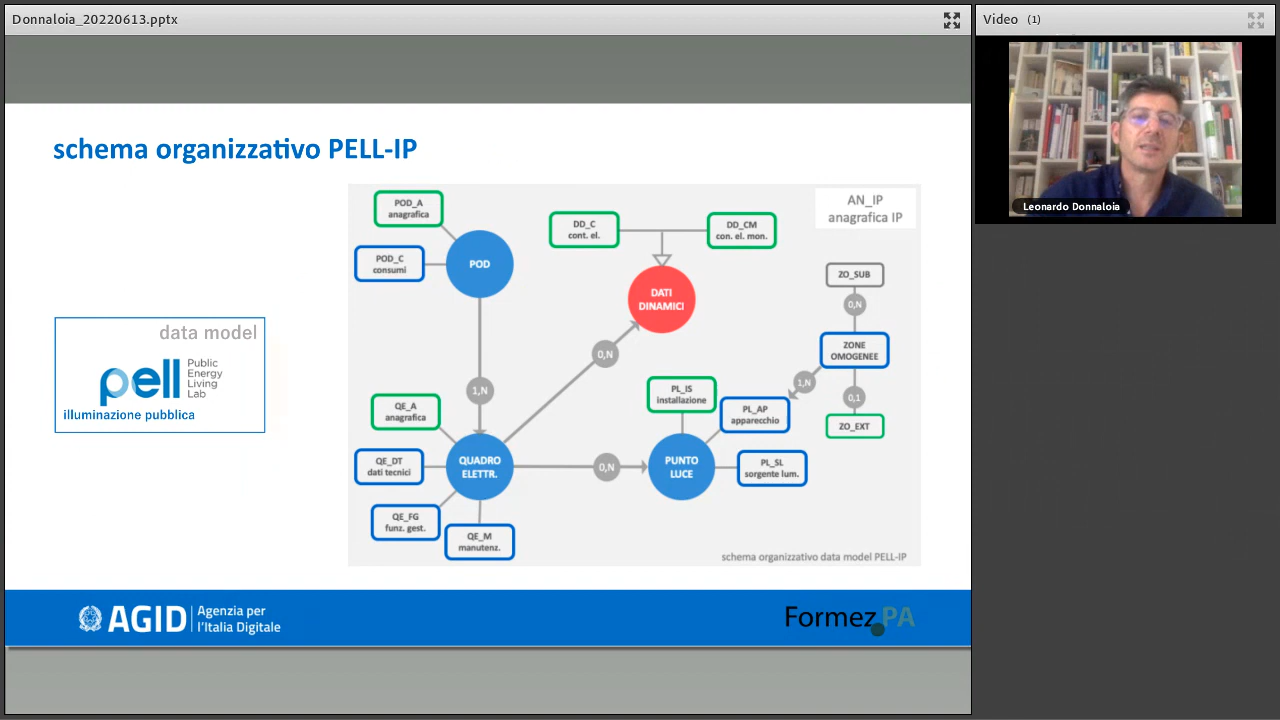 Donnaloia_20220613.pptx
Video (1)
Leonardo Donnaloia
schema organizzativo PELL-IP
data model
pell
Public
Energy
Living
Lab
illuminazione pubblica
AN_IP
anagrafica IP
POD_A
anagrafica
POD_C
consumi
POD
DD_C
cont. el.
DD_CM
con. el. mon.
DATI
DINAMICI
ZO_SUB
0,N
ZONE
OMOGENEE
0,N
1,N
0,1
1,N
PL_IS
installazione
PL_AP
apparecchio
ZO_EXT
QE_A
anagrafica
QE_DT
dati tecnici
QUADRO
ELETTR.
0,N
PUNTO
LUCE
PL_SL
sorgente lum.
QE_FG
funz. gest.
QE_M
manutenz.
schema organizzativo data model PELL-IP
AGID
Agenzia per
l'Italia Digitale
Formez PA